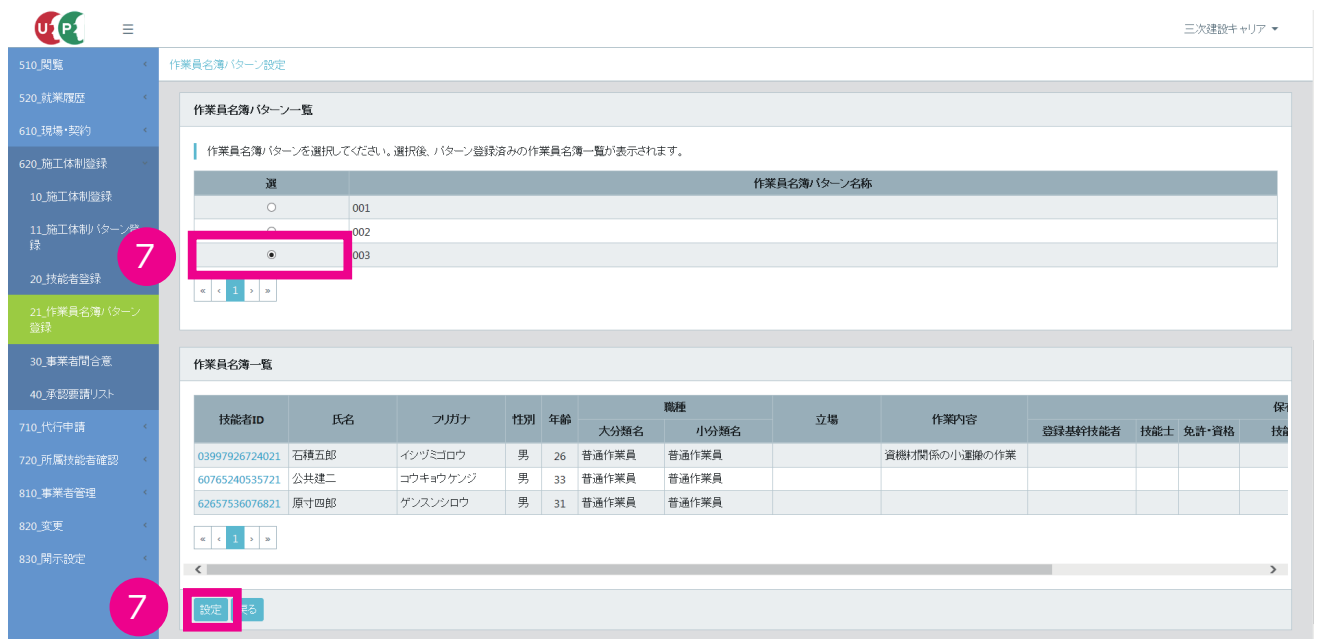 UP
三次建設キャリア
510_閲覧
作業員名簿パターン設定
520_就業履歴
作業員名簿パターン一覧
610_現場・契約
作業員名簿パターンを選択してください。選択後、パターン登録済みの作業員名簿一覧が表示されます。
620_施工体制登録
選 作業員名簿パターン名称
10_施工体制登録
001
11_施工体制パターン登
録
002
7
003
20_技能者登録
« ‹ 1 › »
21_作業員名簿パターン
登録
30_事業者間合意
作業員名簿一覧
40_承認要請リスト
710_代行申請
720_所属技能者確認
810_事業者管理
820_変更
830_開示設定
技能者ID 氏名 フリガナ 性別 年齢 職種 立場 作業内容
大分類名 小分類名 登録基幹技能者 技能士 免許・資格
03997926724021 石積五郎 イシヅミゴロウ 男 26 普通作業員 普通作業員 資機材関係の小運搬の作業
60765240535721 公共建二 コウキョウケンジ 男 33 普通作業員 普通作業員
62657536076821 原寸四郎 ゲンスンシロウ 男 31 普通作業員 普通作業員
« ‹ 1 › »
7
設定 戻る